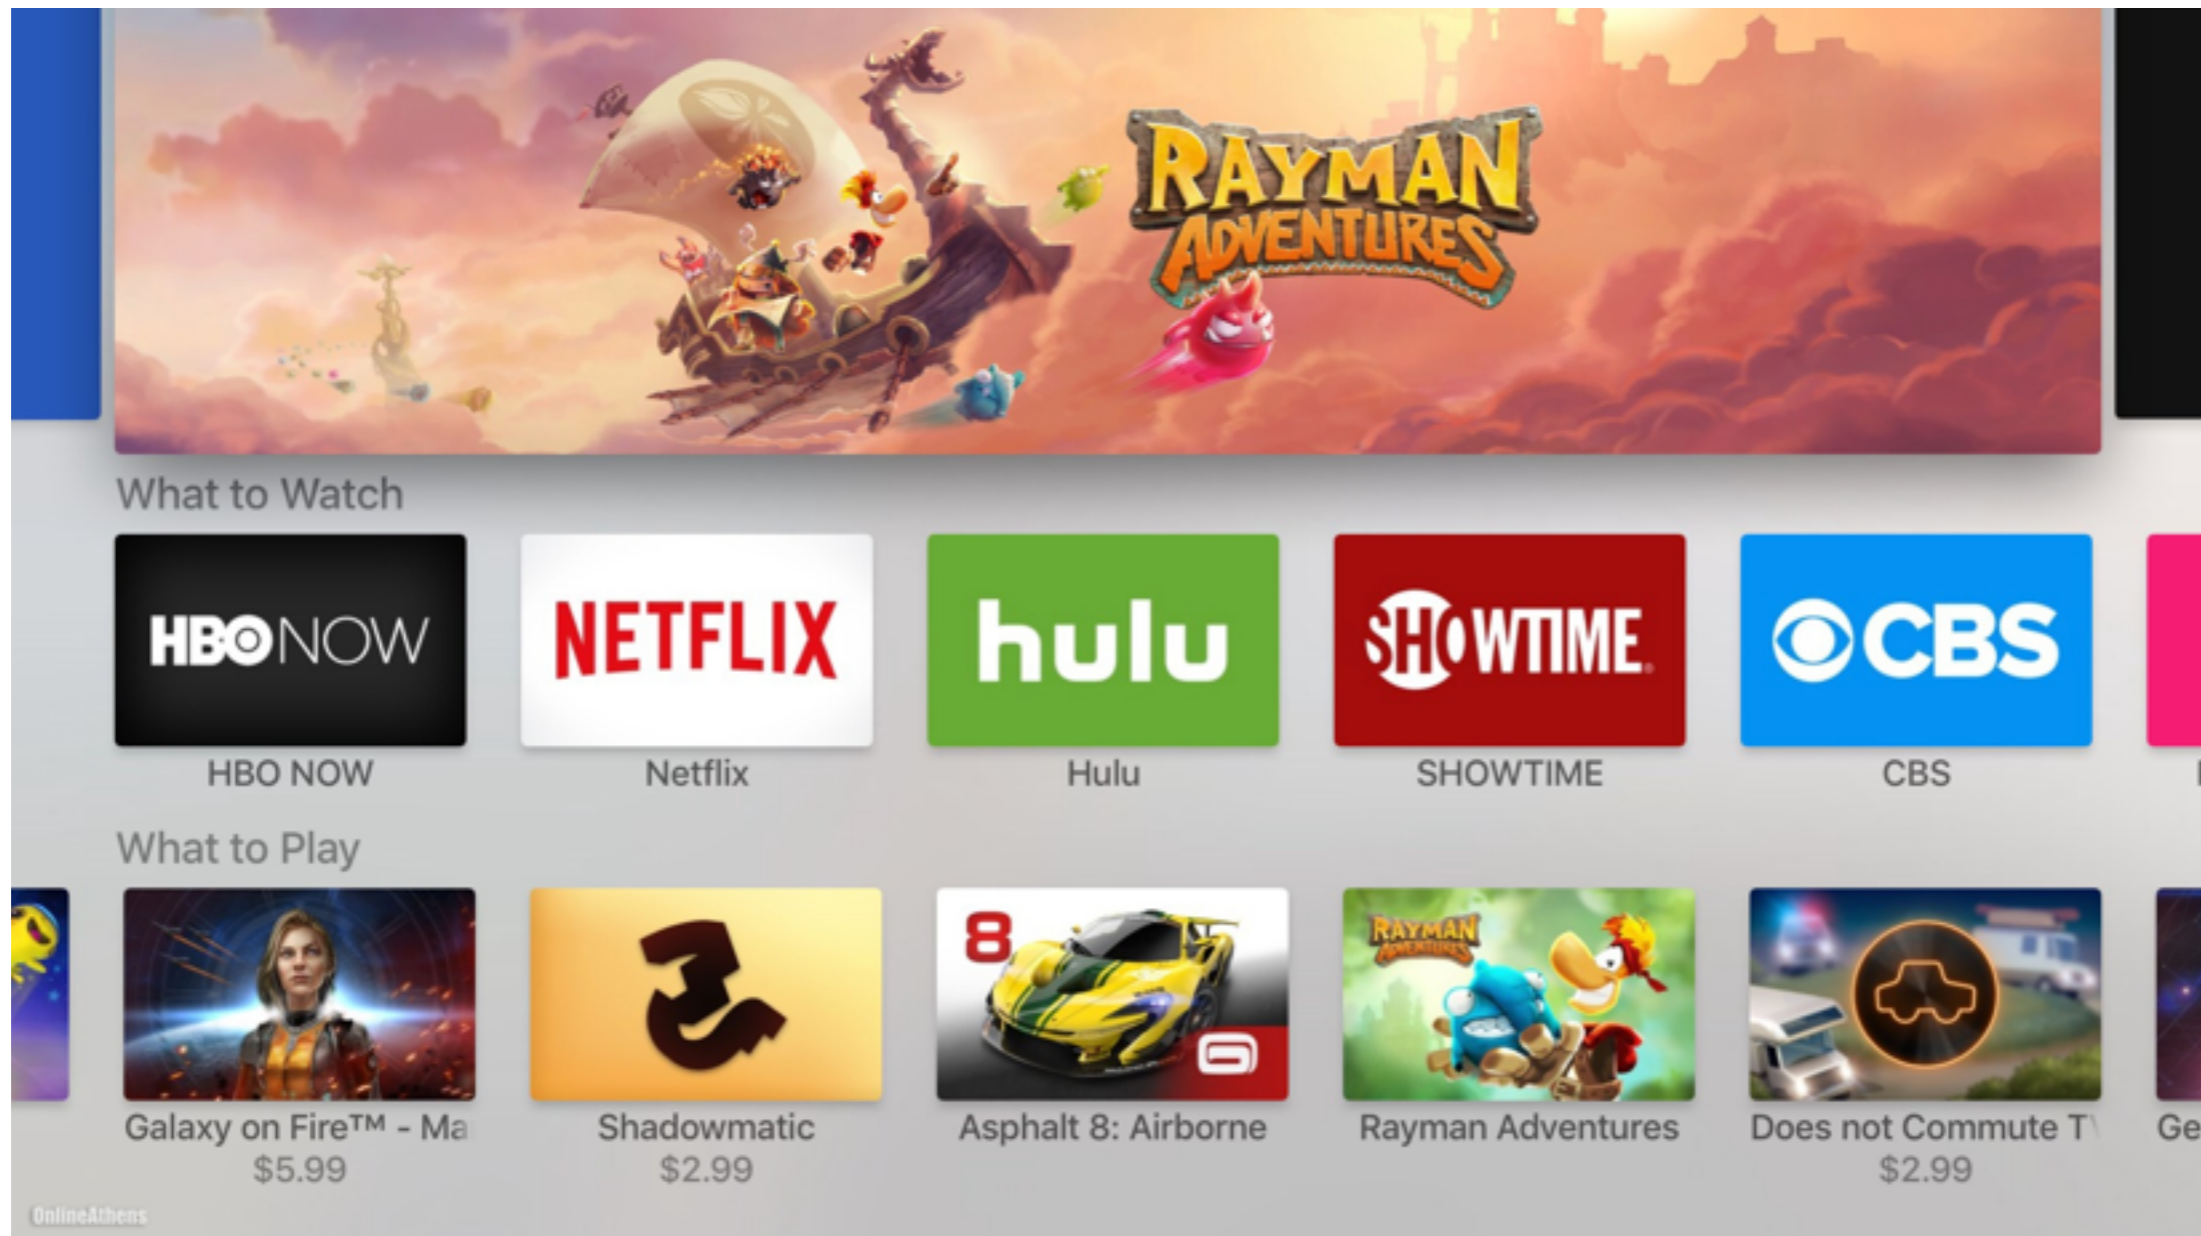 RAYMAN
ADVENTURES
What to Watch
HBO NOW
NETFLIX
hulu
SHOWTIME
CBS
HBO NOW
Netflix
Hulu
SHOWTIME
CBS
What to Play
8
RAYMAN
ADVENTURES
Galaxy on Fire™ - Ma
Shadowmatic
Asphalt 8: Airborne
Rayman Adventures
Does not Commute T
Ge
$5.99
$2.99
$2.99
OnlineAthens